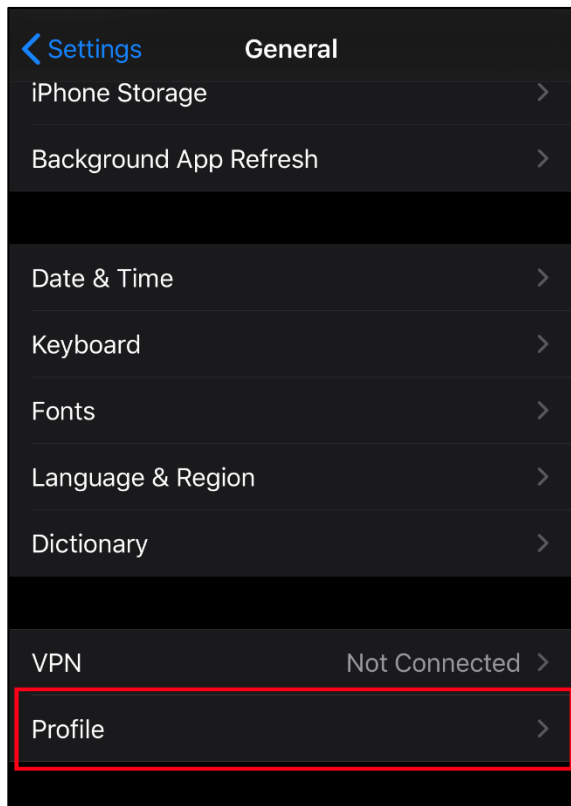 Settings General
iPhone Storage
Background App Refresh
Date & Time
Keyboard
Fonts
Language & Region
Dictionary
VPN Not Connected
Profile